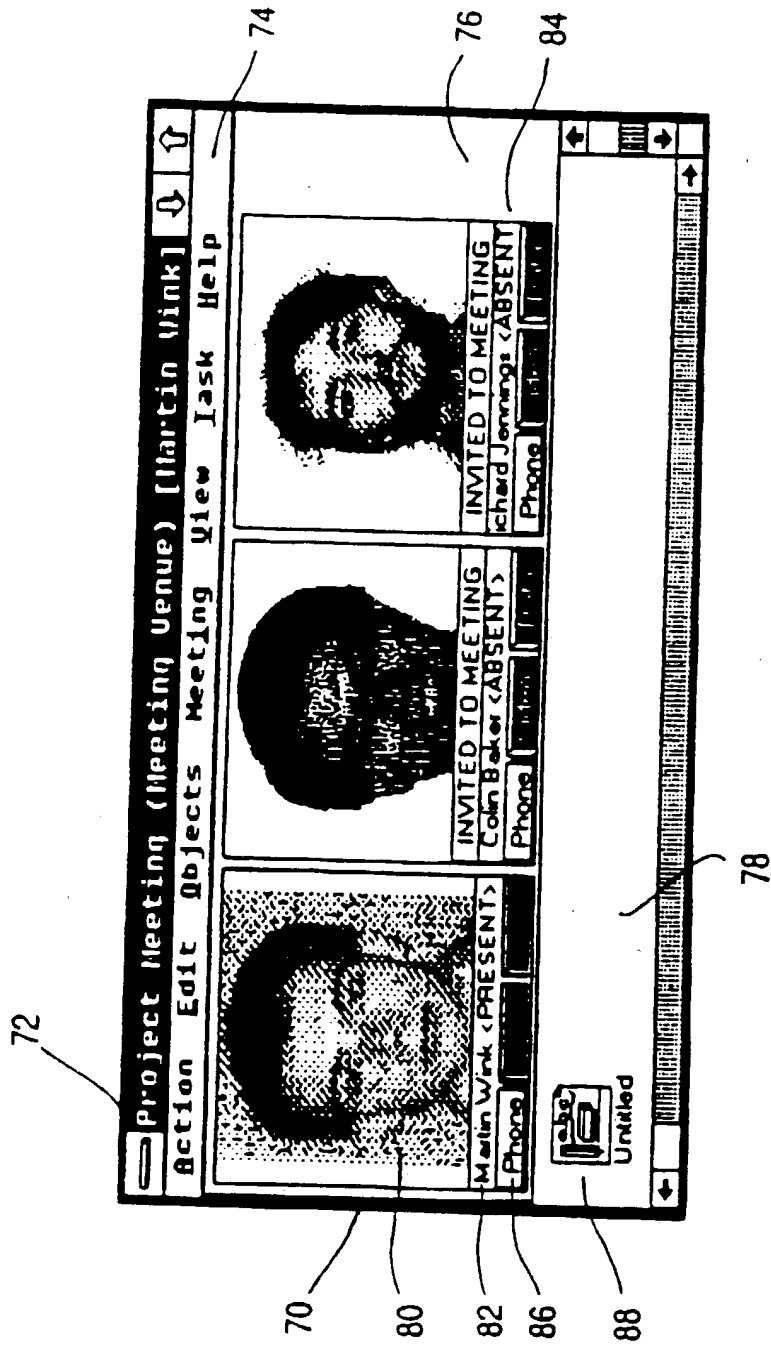 72
Project Meeting (Meeting Venue) [Martin Wink]
Action Edit Objects Meeting View Task Help
74
76
84
INVITED TO MEETING
INVITED TO MEETING
Martin Wink <PRESENT>
Colin Baker <ABSENT>
ichard Jennings <ABSENT
Phone
Phone
Phone
Untitled
70
80
82
86
88
78